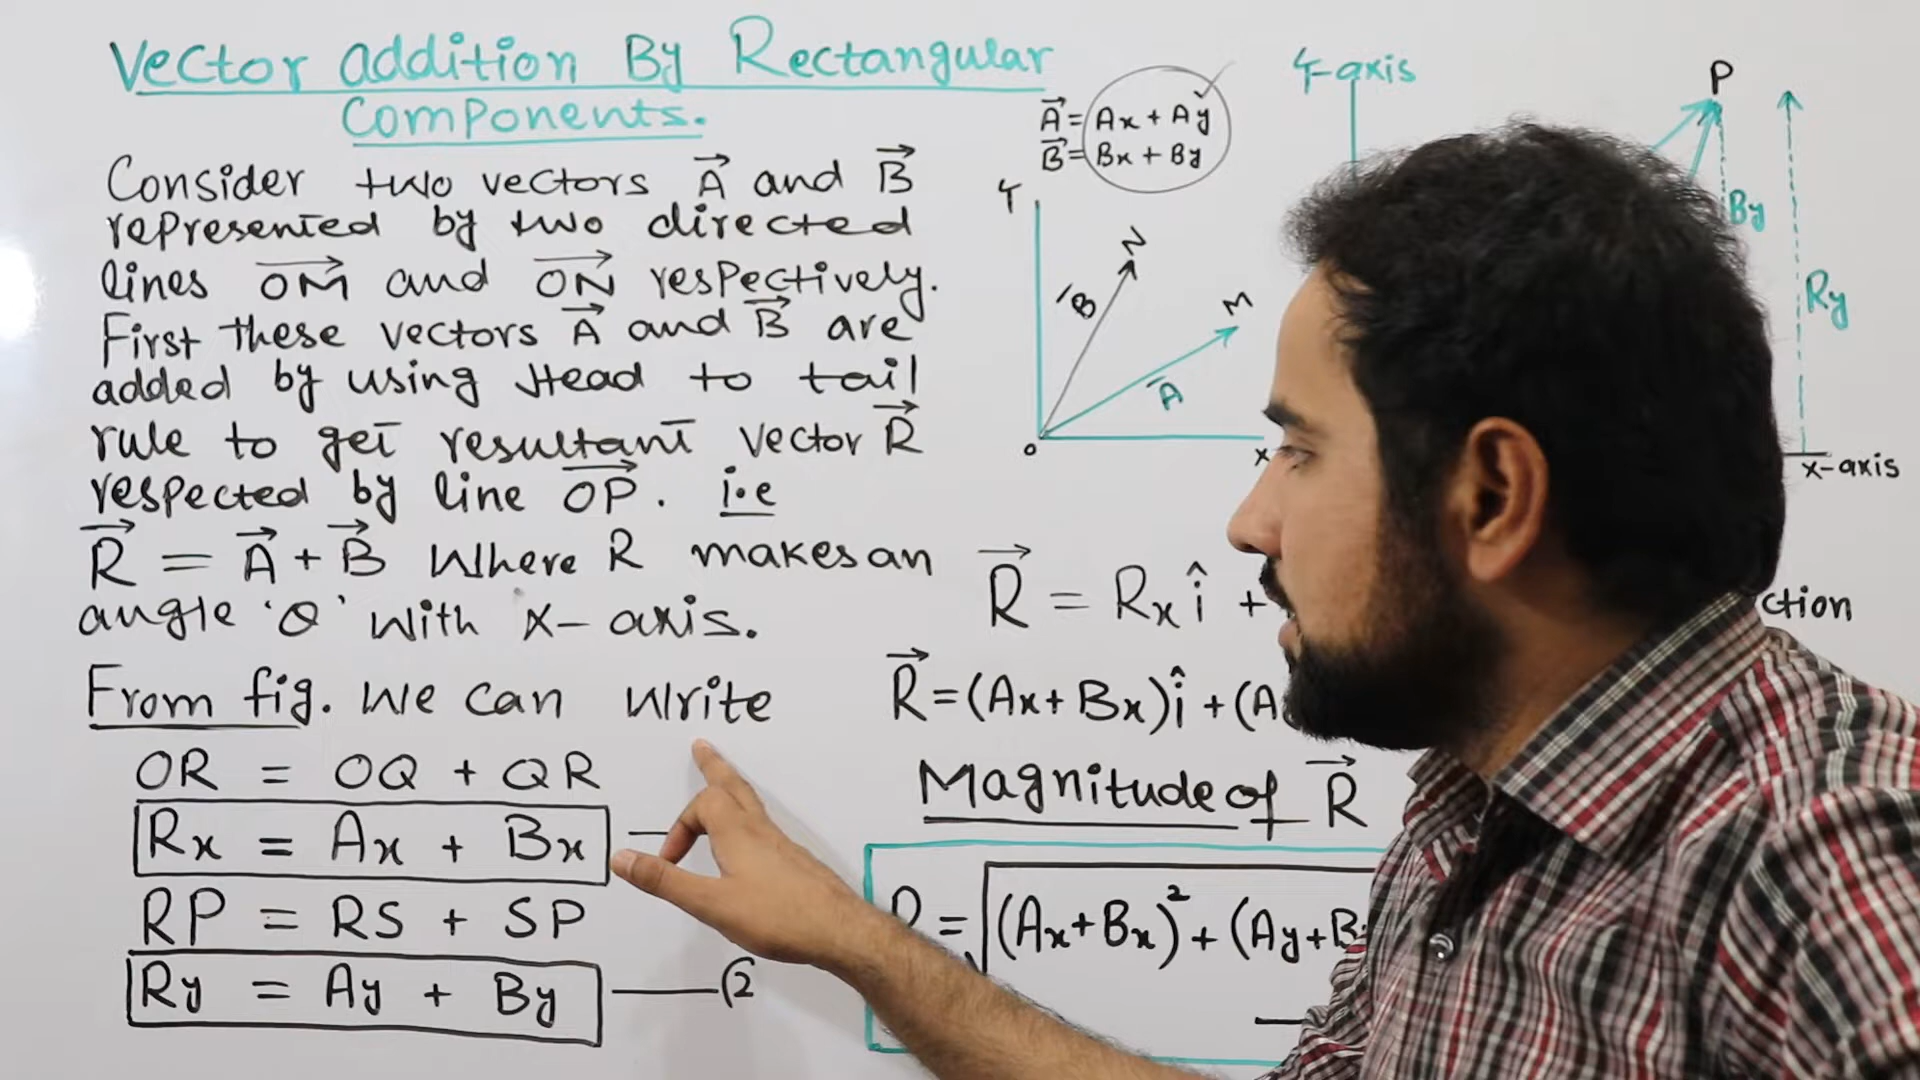 Vector addition By Rectangular
Components.
Consider two vectors A⃗ and B⃗
represented by two directed
lines OM⃗ and ON⃗ respectively.
First these vectors A⃗ and B⃗ are
added by using Head to tail
rule to get resultant vector R⃗
respected by line OP⃗. i.e
R⃗ = A⃗ + B⃗ Where R makes an
angle 'θ' with x-axis.
From fig. we can write
OR = OQ + QR
Rx = Ax + Bx
RP = RS + SP
Ry = Ay + By (2
A⃗ = Ax + Ay
B⃗ = Bx + By
Y
N
B
M
A
O
x
Y-axis
P
By
Ry
x-axis
R⃗ = Rx î +
ction
R⃗ = (Ax + Bx) î + (A
Magnitude of R⃗
= √(Ax+Bx)² + (Ay+B